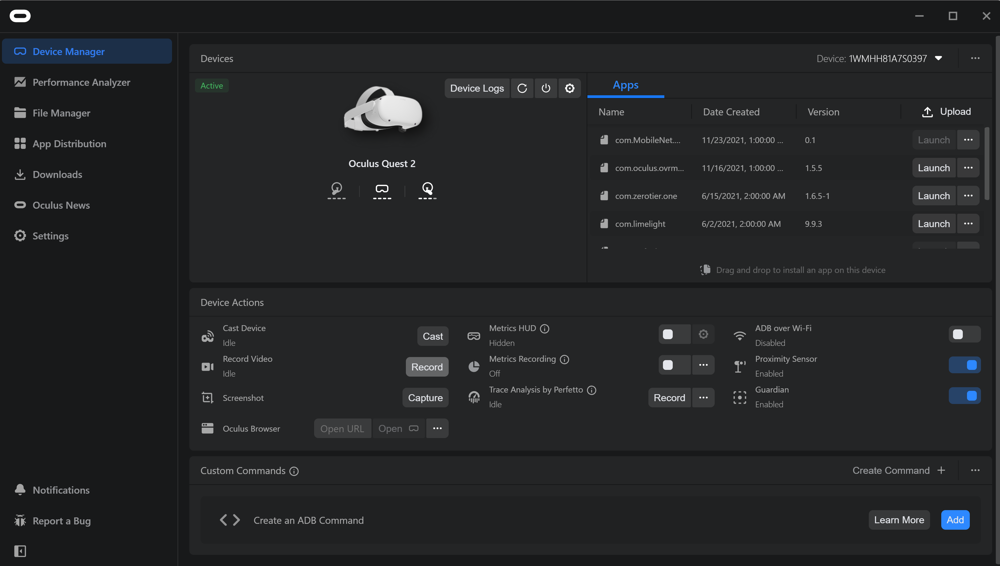 Device Manager
Performance Analyzer
File Manager
App Distribution
Downloads
Oculus News
Settings
Notifications
Report a Bug
Devices
Device: 1WMHH81A7S0397
Active
Device Logs
Oculus Quest 2
Apps
Name Date Created Version Upload
com.MobileNet.... 11/23/2021, 1:00:00 ... 0.1 Launch
com.oculus.ovrm... 11/16/2021, 1:00:00 ... 1.5.5 Launch
com.zerotier.one 6/15/2021, 2:00:00 AM 1.6.5-1 Launch
com.limelight 6/2/2021, 2:00:00 AM 9.9.3 Launch
Drag and drop to install an app on this device
Device Actions
Cast Device
Idle
Cast
Record Video
Idle
Record
Screenshot
Capture
Oculus Browser
Open URL
Open
Metrics HUD
Hidden
Metrics Recording
Off
Trace Analysis by Perfetto
Idle
Record
ADB over Wi-Fi
Disabled
Proximity Sensor
Enabled
Guardian
Enabled
Custom Commands
Create Command +
Create an ADB Command
Learn More
Add